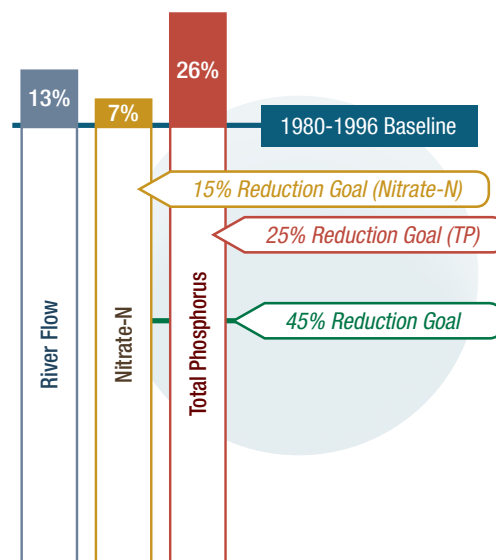 26%
13%
7%
1980-1996 Baseline
15% Reduction Goal (Nitrate-N)
25% Reduction Goal (TP)
45% Reduction Goal
River Flow
Nitrate-N
Total Phosphorus